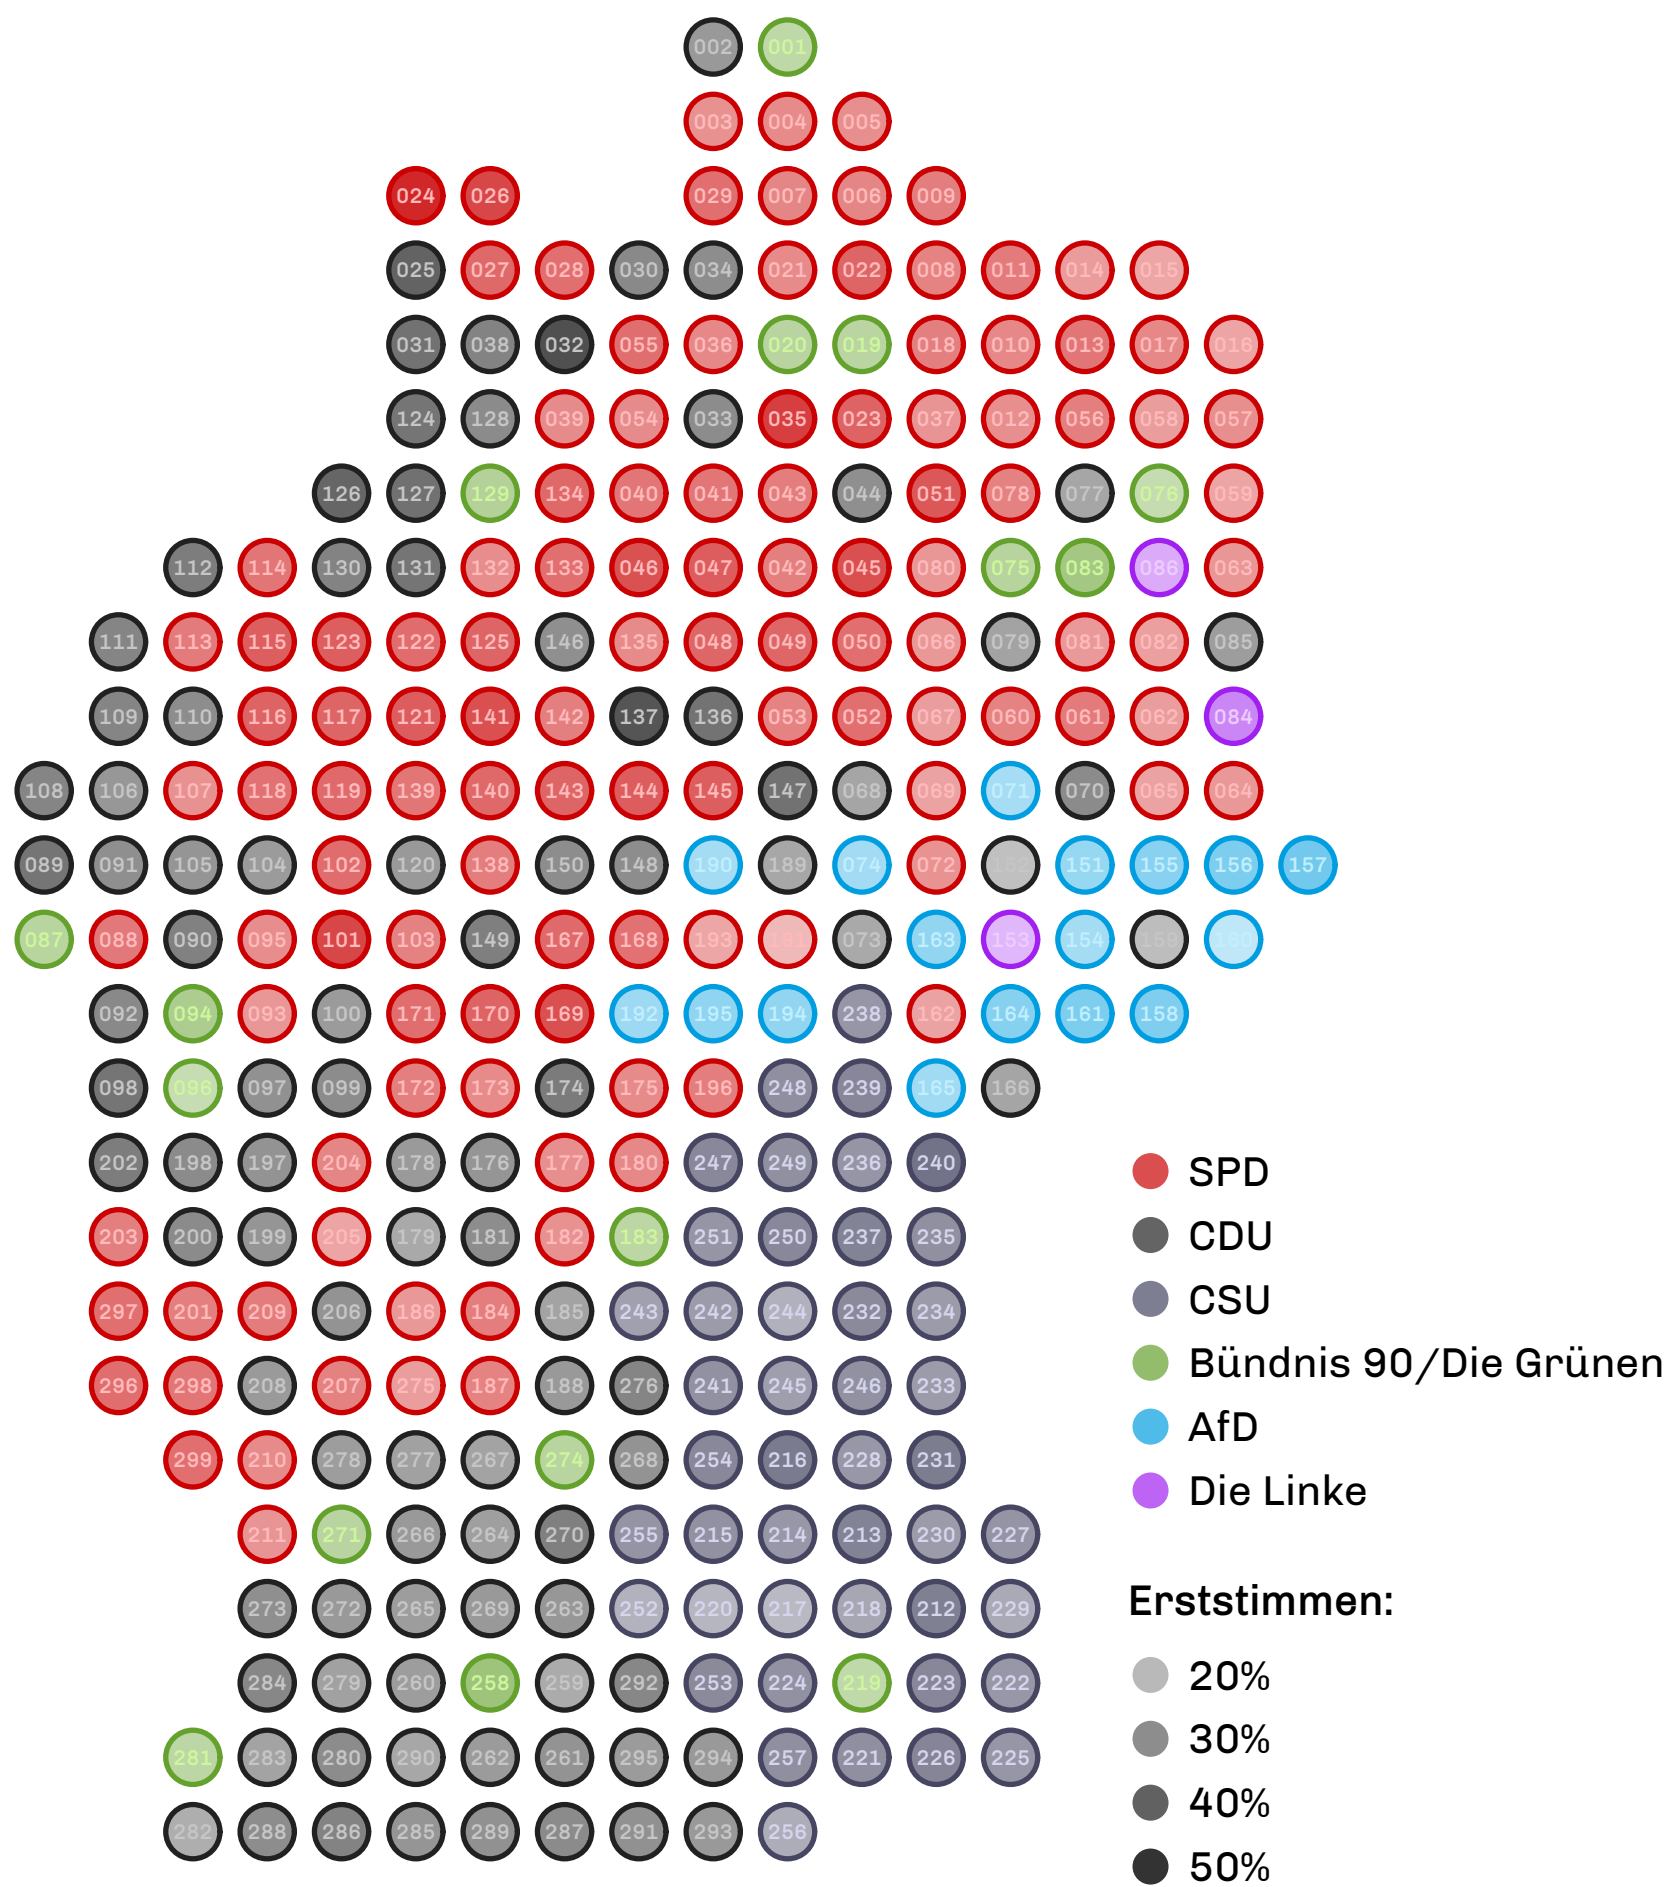 002 001
003 004 005
024 026 029 007 006 009
025 027 028 030 034 021 022 008 011 014 015
031 038 032 055 036 020 019 018 010 013 017 016
124 128 039 054 033 035 023 037 012 056 058 057
126 127 129 134 040 041 043 044 051 078 077 076 059
112 114 130 131 132 133 046 047 042 045 080 075 083 086 063
111 113 115 123 122 125 146 135 048 049 050 066 079 081 082 085
109 110 116 117 121 141 142 137 136 053 052 067 060 061 062 084
108 106 107 118 119 139 140 143 144 145 147 068 069 071 070 065 064
089 091 105 104 102 120 138 150 148 190 189 074 072 152 151 155 156 157
087 088 090 095 101 103 149 167 168 193 191 073 163 153 154 159 160
092 094 093 100 171 170 169 192 195 194 238 162 164 161 158
098 096 097 099 172 173 174 175 196 248 239 165 166
202 198 197 204 178 176 177 180 247 249 236 240
SPD
203 200 199 205 179 181 182 183 251 250 237 235
CDU
297 201 209 206 186 184 185 243 242 244 232 234
CSU
296 298 208 207 275 187 188 276 241 245 246 233
Bündnis 90/Die Grünen
299 210 278 277 267 274 268 254 216 228 231
AfD
Die Linke
211 271 266 264 270 255 215 214 213 230 227
273 272 265 269 263 252 220 217 218 212 229
Erststimmen:
284 279 260 258 259 292 253 224 219 223 222
20%
281 283 280 290 262 261 295 294 257 221 226 225
30%
282 288 286 285 289 287 291 293 256
40%
50%